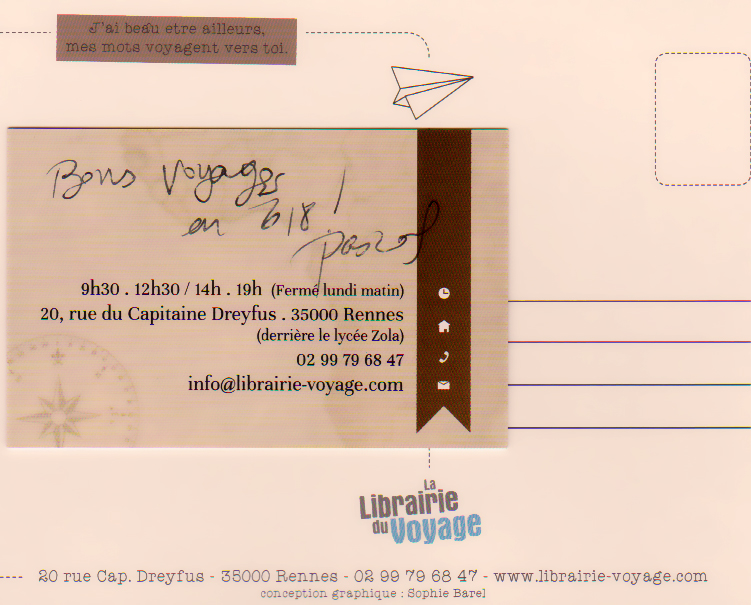 J'ai beau etre ailleurs,
mes mots voyagent vers toi.
Bons Voyages
en 2018 !
Pascal
9h30 . 12h30 / 14h . 19h (Fermé lundi matin)
20, rue du Capitaine Dreyfus . 35000 Rennes
(derrière le lycée Zola)
02 99 79 68 47
info@librairie-voyage.com
La
Librairie
du Voyage
20 rue Cap. Dreyfus - 35000 Rennes - 02 99 79 68 47 - www.librairie-voyage.com
conception graphique : Sophie Barel